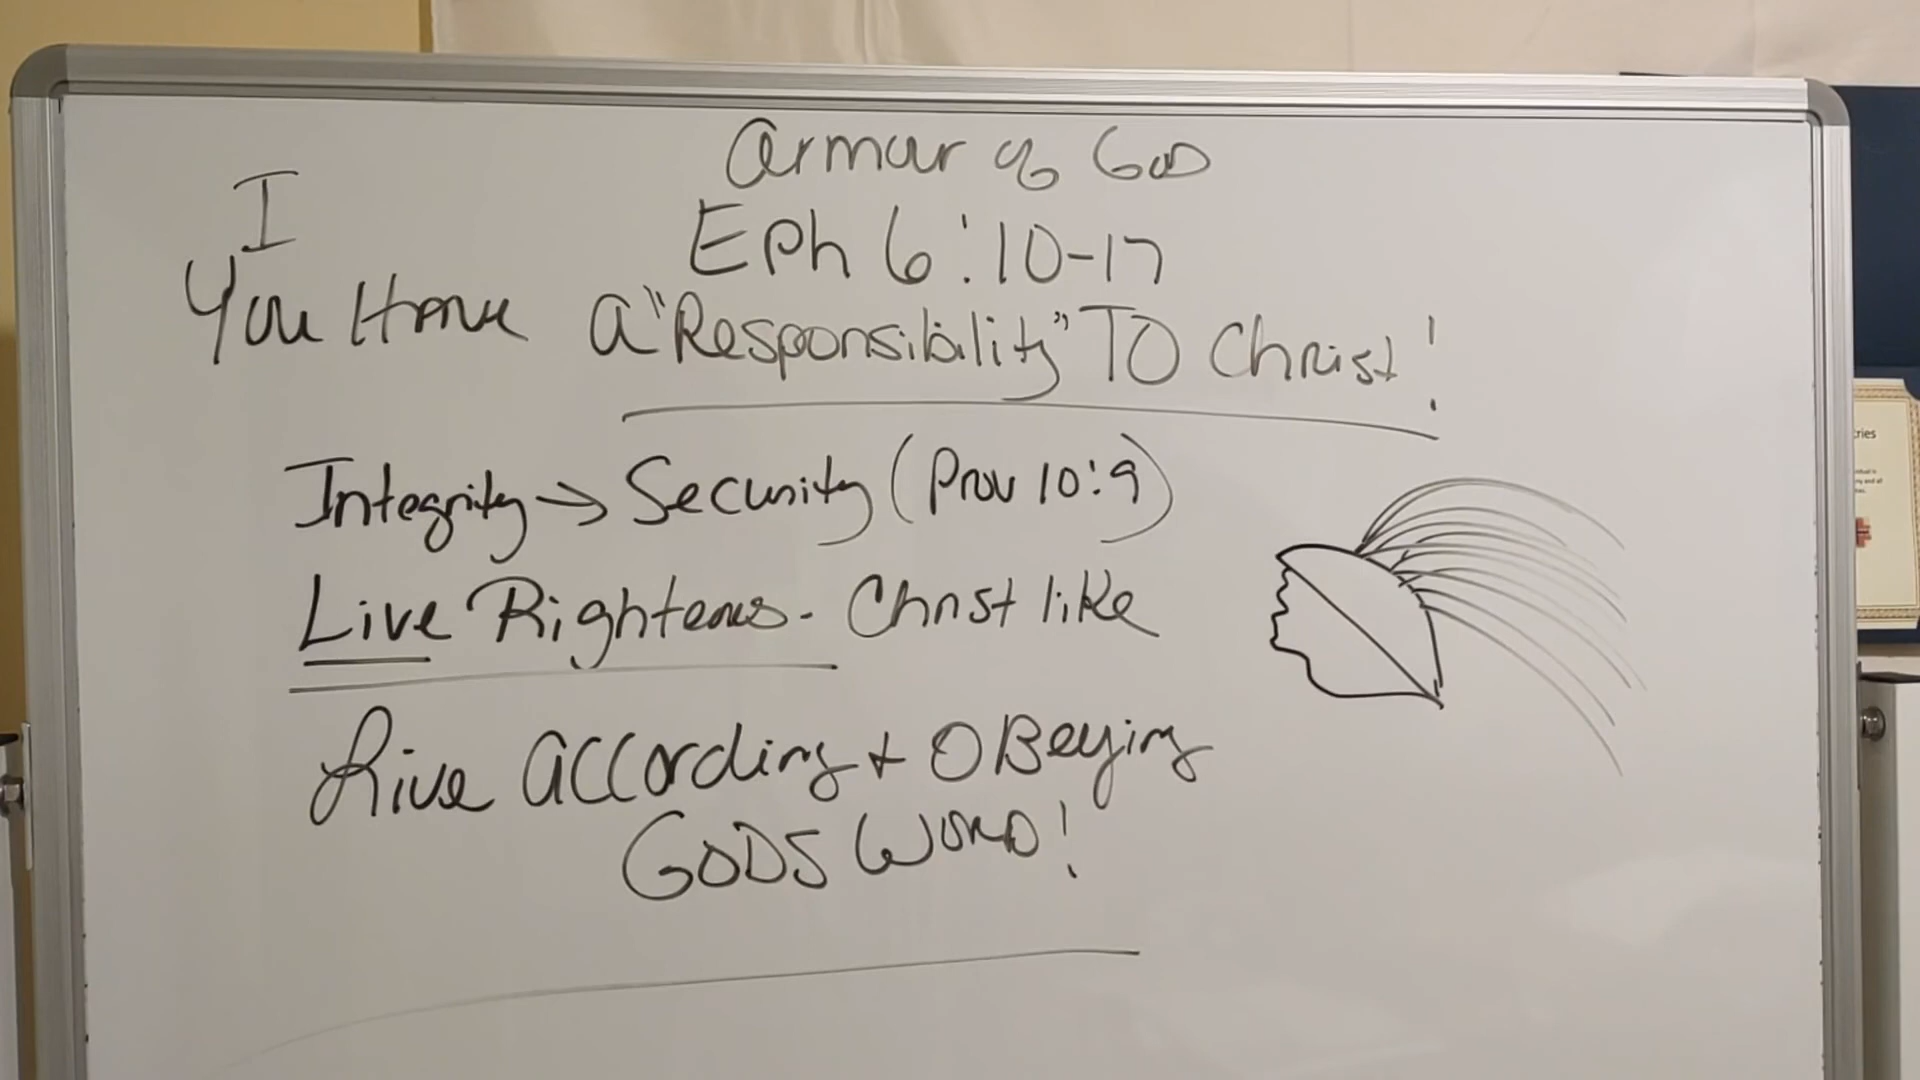 Armour of GOD
Eph 6:10-17
I
You Have a "Responsibility" TO Christ!
Integrity → Security (Prov 10:9)
Live Righteous - Christ like
Live According + OBeying
GODS WORD!
tries